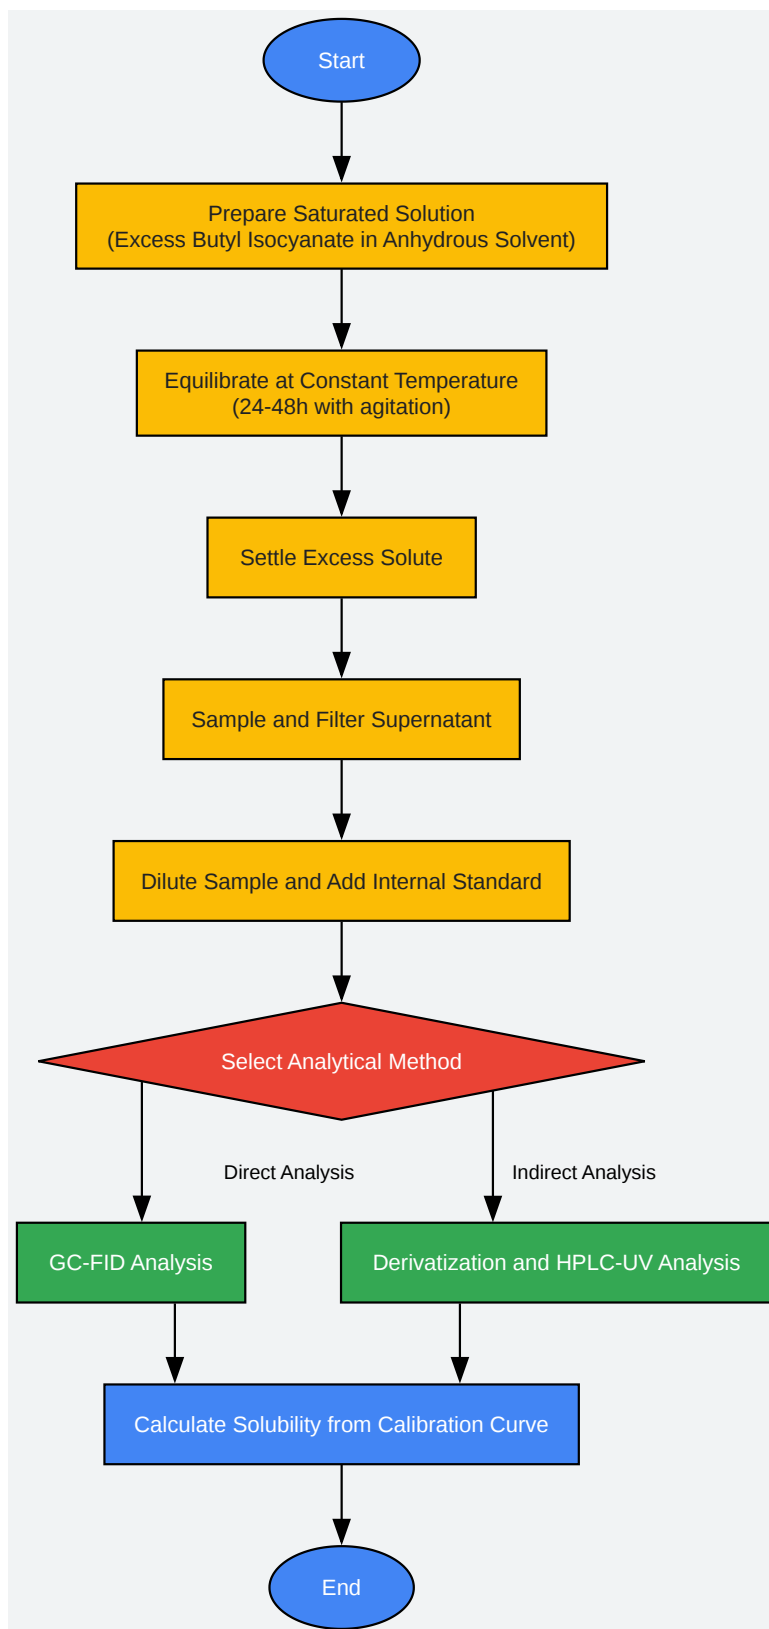 Start
Prepare Saturated Solution
(Excess Butyl Isocyanate in Anhydrous Solvent)
Equilibrate at Constant Temperature
(24-48h with agitation)
Settle Excess Solute
Sample and Filter Supernatant
Dilute Sample and Add Internal Standard
Select Analytical Method
Direct Analysis
Indirect Analysis
GC-FID Analysis
Derivatization and HPLC-UV Analysis
Calculate Solubility from Calibration Curve
End